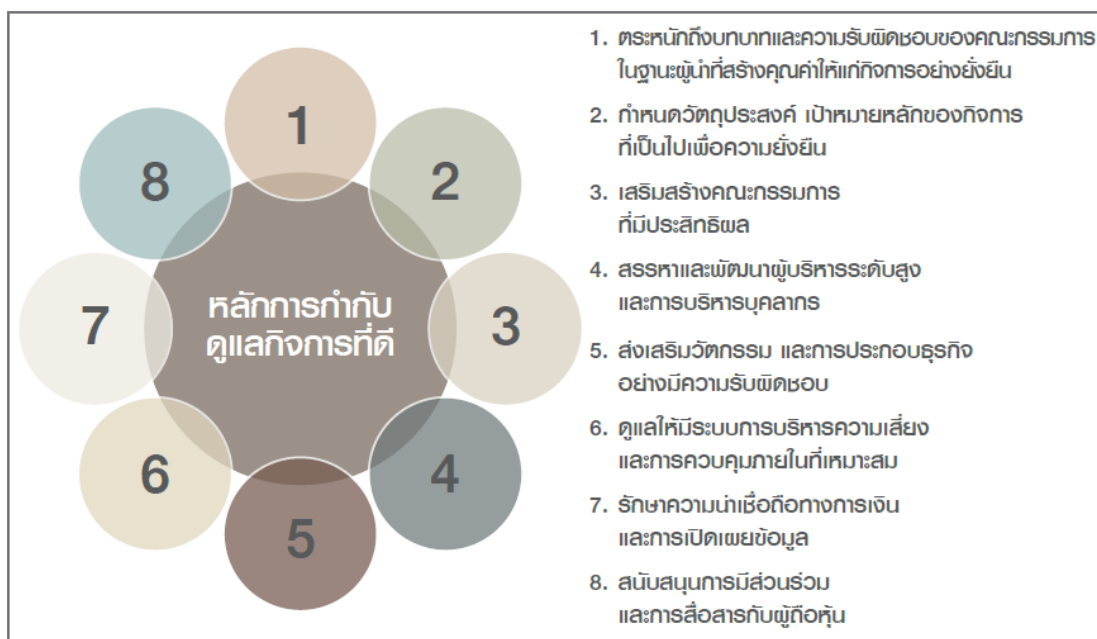 1
2
3
4
5
6
7
8
หลักการกำกับ
ดูแลกิจการที่ดี
1. ตระหนักถึงบทบาทและความรับผิดชอบของคณะกรรมการ
ในฐานะผู้นำที่สร้างคุณค่าให้แก่กิจการอย่างยั่งยืน
2. กำหนดวัตถุประสงค์ เป้าหมายหลักของกิจการ
ที่เป็นไปเพื่อความยั่งยืน
3. เสริมสร้างคณะกรรมการ
ที่มีประสิทธิผล
4. สรรหาและพัฒนาผู้บริหารระดับสูง
และการบริหารบุคลากร
5. ส่งเสริมวัตกรรม และการประกอบธุรกิจ
อย่างมีความรับผิดชอบ
6. ดูแลให้มีระบบการบริหารความเสี่ยง
และการควบคุมภายในที่เหมาะสม
7. รักษาความน่าเชื่อถือทางการเงิน
และการเปิดเผยข้อมูล
8. สนับสนุนการมีส่วนร่วม
และการสื่อสารกับผู้ถือหุ้น